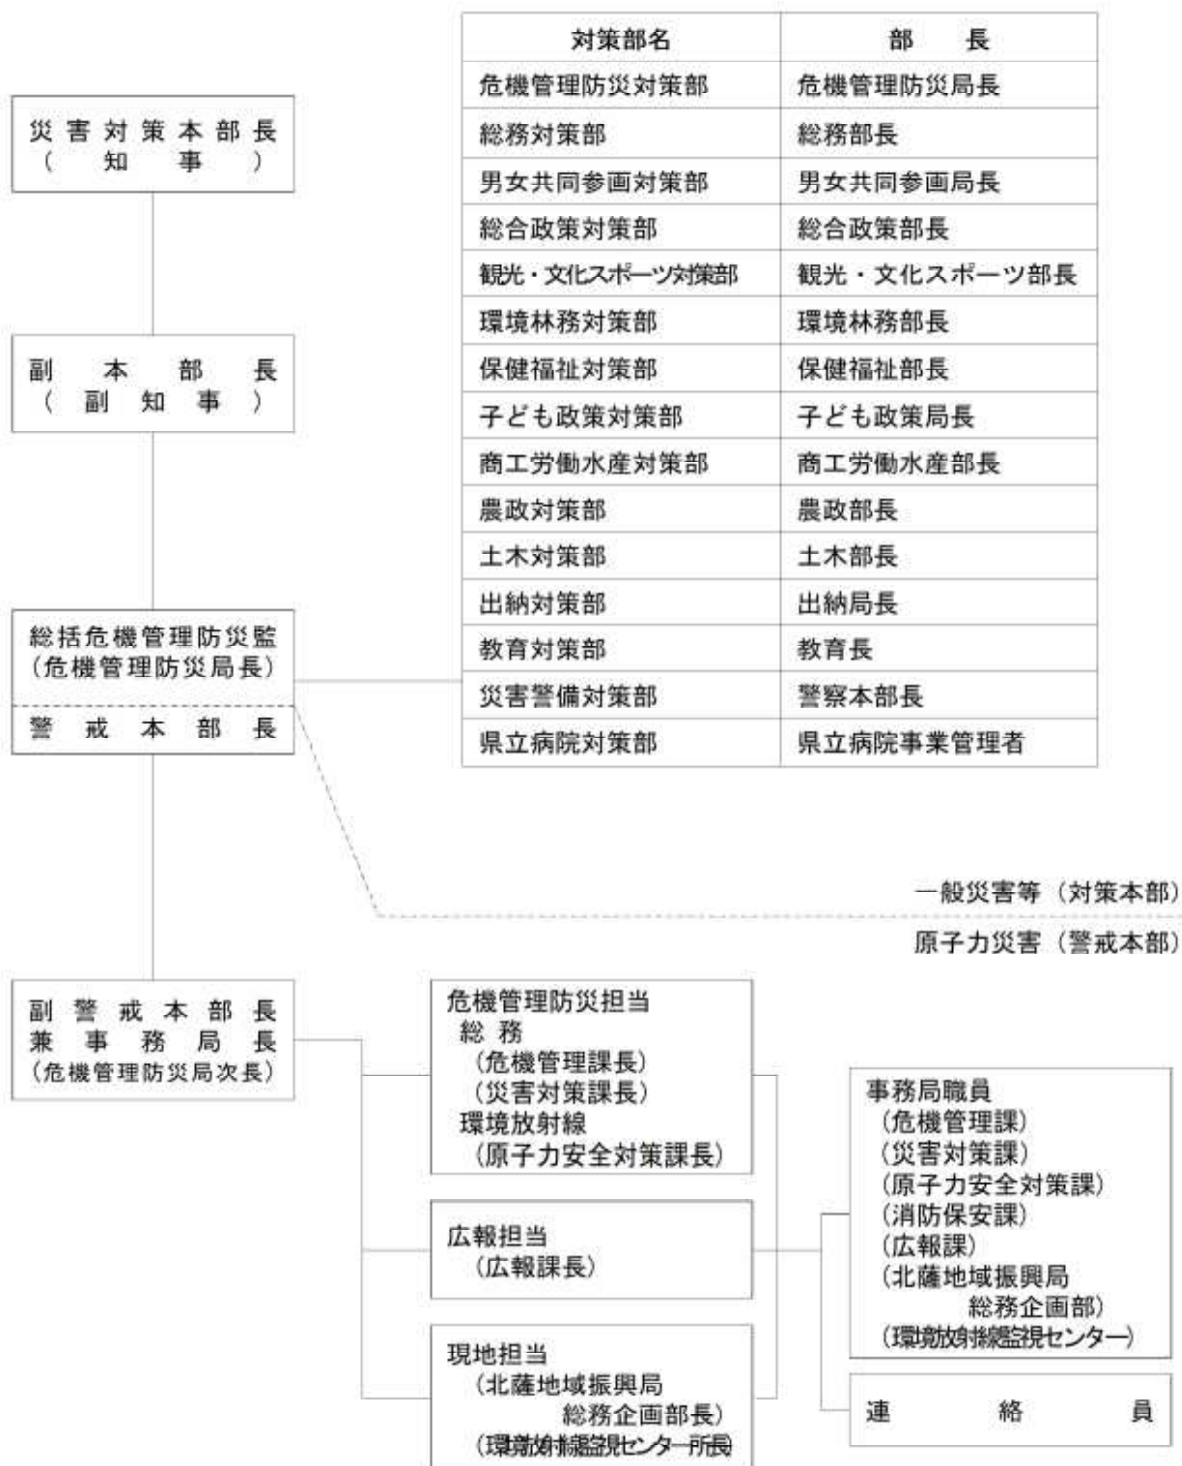 対策部名 部長
危機管理防災対策部 危機管理防災局長
総務対策部 総務部長
男女共同参画対策部 男女共同参画局長
総合政策対策部 総合政策部長
観光・文化スポーツ対策部 観光・文化スポーツ部長
環境林務対策部 環境林務部長
保健福祉対策部 保健福祉部長
子ども政策対策部 子ども政策局長
商工労働水産対策部 商工労働水産部長
農政対策部 農政部長
土木対策部 土木部長
出納対策部 出納局長
教育対策部 教育長
災害警備対策部 警察本部長
県立病院対策部 県立病院事業管理者
災害対策本部長
(知事)
副本部長
(副知事)
総括危機管理防災監
(危機管理防災局長)
警戒本部長
一般災害等(対策本部)
原子力災害(警戒本部)
副警戒本部長
兼事務局長
(危機管理防災局次長)
危機管理防災担当
総務
(危機管理課長)
(災害対策課長)
環境放射線
(原子力安全対策課長)
広報担当
(広報課長)
現地担当
(北薩地域振興局
総務企画部長)
(環境放射線監視センター所長)
事務局職員
(危機管理課)
(災害対策課)
(原子力安全対策課)
(消防保安課)
(広報課)
(北薩地域振興局
総務企画部)
(環境放射線監視センター)
連絡員